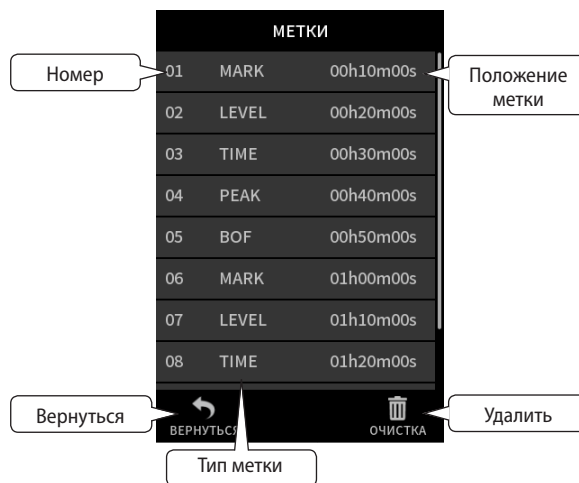 МЕТКИ
Номер
01 MARK 00h10m00s
Положение
метки
02 LEVEL 00h20m00s
03 TIME 00h30m00s
04 PEAK 00h40m00s
05 BOF 00h50m00s
06 MARK 01h00m00s
07 LEVEL 01h10m00s
08 TIME 01h20m00s
Вернуться
ВЕРНУТЬСЯ
ОЧИСТКА
Удалить
Тип метки